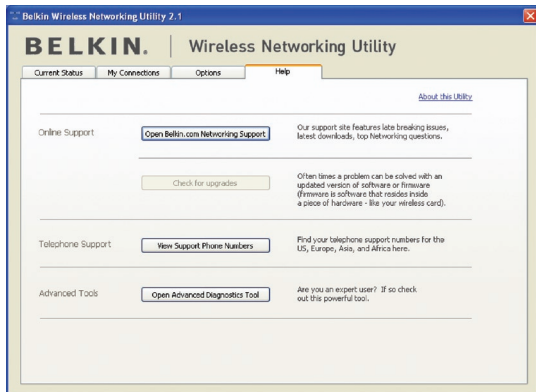 Belkin Wireless Networking Utility 2.1
BELKIN. Wireless Networking Utility
Current Status My Connections Options Help
About this Utility
Online Support
Open Belkin.com Networking Support
Our support site features late breaking issues,
latest downloads, top Networking questions.
Check for upgrades
Often times a problem can be solved with an
updated version of software or firmware
(firmware is software that resides inside
a piece of hardware - like your wireless card).
Telephone Support
View Support Phone Numbers
Find your telephone support numbers for the
US, Europe, Asia, and Africa here.
Advanced Tools
Open Advanced Diagnostics Tool
Are you an expert user? If so check
out this powerful tool.